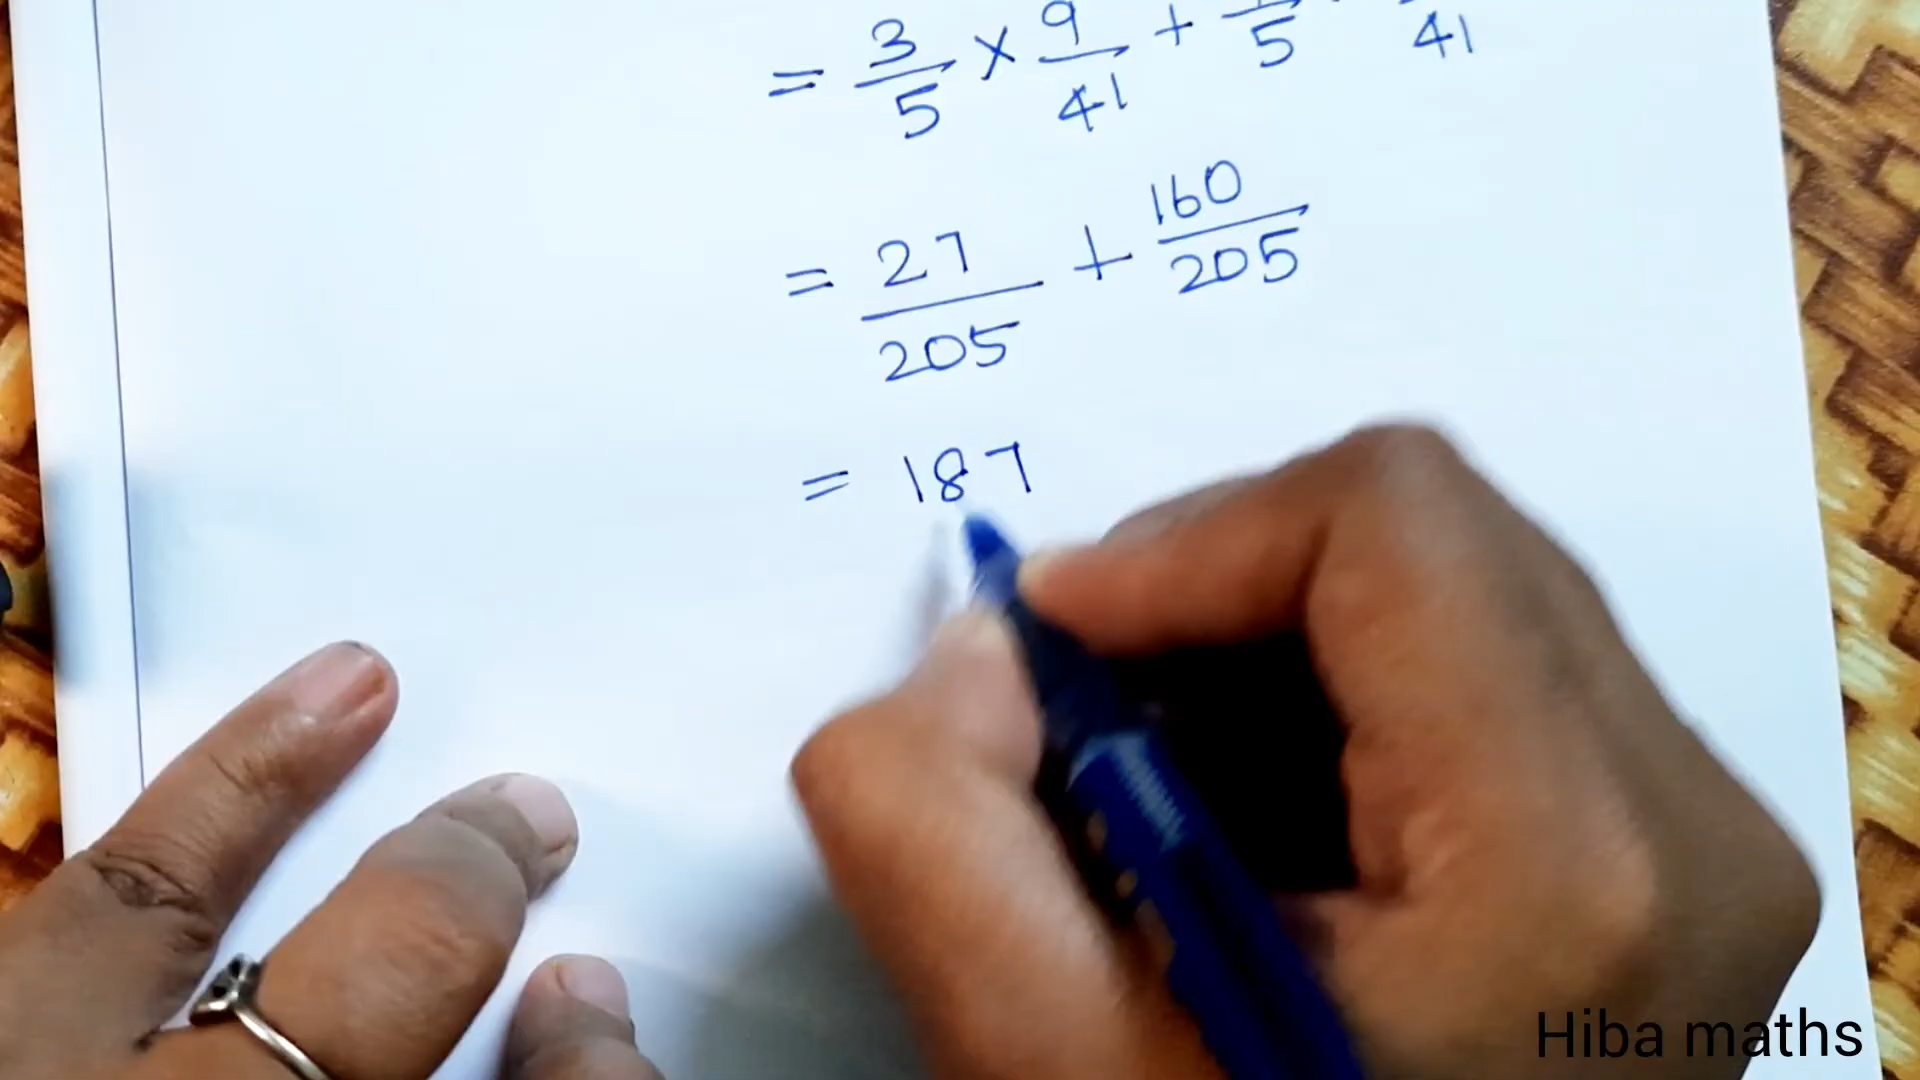 = 3/5 × 9/41 + /5 /41
= 27/205 + 160/205
= 187
Hiba maths